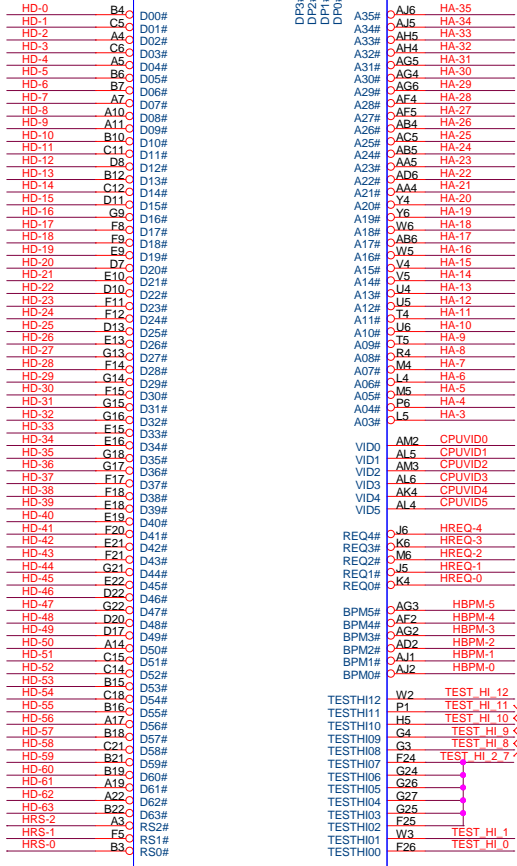 HD-0 B4 D00#
HD-1 C5 D01#
HD-2 A4 D02#
HD-3 C6 D03#
HD-4 A5 D04#
HD-5 B6 D05#
HD-6 B7 D06#
HD-7 A7 D07#
HD-8 A10 D08#
HD-9 A11 D09#
HD-10 B10 D10#
HD-11 C11 D11#
HD-12 D8 D12#
HD-13 B12 D13#
HD-14 C12 D14#
HD-15 D11 D15#
HD-16 G9 D16#
HD-17 F8 D17#
HD-18 F9 D18#
HD-19 E9 D19#
HD-20 D7 D20#
HD-21 E10 D21#
HD-22 D10 D22#
HD-23 F11 D23#
HD-24 F12 D24#
HD-25 D13 D25#
HD-26 E13 D26#
HD-27 G13 D27#
HD-28 F14 D28#
HD-29 G14 D29#
HD-30 F15 D30#
HD-31 G15 D31#
HD-32 G16 D32#
HD-33 E15 D33#
HD-34 E16 D34#
HD-35 G18 D35#
HD-36 G17 D36#
HD-37 F17 D37#
HD-38 F18 D38#
HD-39 E18 D39#
HD-40 E19 D40#
HD-41 F20 D41#
HD-42 E21 D42#
HD-43 F21 D43#
HD-44 G21 D44#
HD-45 E22 D45#
HD-46 D22 D46#
HD-47 G22 D47#
HD-48 D20 D48#
HD-49 D17 D49#
HD-50 A14 D50#
HD-51 C15 D51#
HD-52 C14 D52#
HD-53 B15 D53#
HD-54 C18 D54#
HD-55 B16 D55#
HD-56 A17 D56#
HD-57 B18 D57#
HD-58 C21 D58#
HD-59 B21 D59#
HD-60 B19 D60#
HD-61 A19 D61#
HD-62 A22 D62#
HD-63 B22 D63#
HRS-2 A3 RS2#
HRS-1 F5 RS1#
HRS-0 B3 RS0#
DP3#
DP2#
DP1#
DP0#
A35# AJ6 HA-35
A34# AJ5 HA-34
A33# AH5 HA-33
A32# AH4 HA-32
A31# AG5 HA-31
A30# AG4 HA-30
A29# AG6 HA-29
A28# AF4 HA-28
A27# AF5 HA-27
A26# AB4 HA-26
A25# AC5 HA-25
A24# AB5 HA-24
A23# AA5 HA-23
A22# AD6 HA-22
A21# AA4 HA-21
A20# Y4 HA-20
A19# Y6 HA-19
A18# W6 HA-18
A17# AB6 HA-17
A16# W5 HA-16
A15# V4 HA-15
A14# V5 HA-14
A13# U4 HA-13
A12# U5 HA-12
A11# T4 HA-11
A10# U6 HA-10
A09# T5 HA-9
A08# R4 HA-8
A07# M4 HA-7
A06# L4 HA-6
A05# M5 HA-5
A04# P6 HA-4
A03# L5 HA-3
VID0 AM2 CPUVID0
VID1 AL5 CPUVID1
VID2 AM3 CPUVID2
VID3 AL6 CPUVID3
VID4 AK4 CPUVID4
VID5 AL4 CPUVID5
REQ4# J6 HREQ-4
REQ3# K6 HREQ-3
REQ2# M6 HREQ-2
REQ1# J5 HREQ-1
REQ0# K4 HREQ-0
BPM5# AG3 HBPM-5
BPM4# AF2 HBPM-4
BPM3# AG2 HBPM-3
BPM2# AD2 HBPM-2
BPM1# AJ1 HBPM-1
BPM0# AJ2 HBPM-0
TESTHI12 W2 TEST_HI_12
TESTHI11 P1 TEST_HI_11
TESTHI10 H5 TEST_HI_10
TESTHI09 G4 TEST_HI_9
TESTHI08 G3 TEST_HI_8
TESTHI07 F24 TEST_HI_2_7
TESTHI06 G24
TESTHI05 G26
TESTHI04 G27
TESTHI03 G25
TESTHI02 F25
TESTHI01 W3 TEST_HI_1
TESTHI00 F26 TEST_HI_0